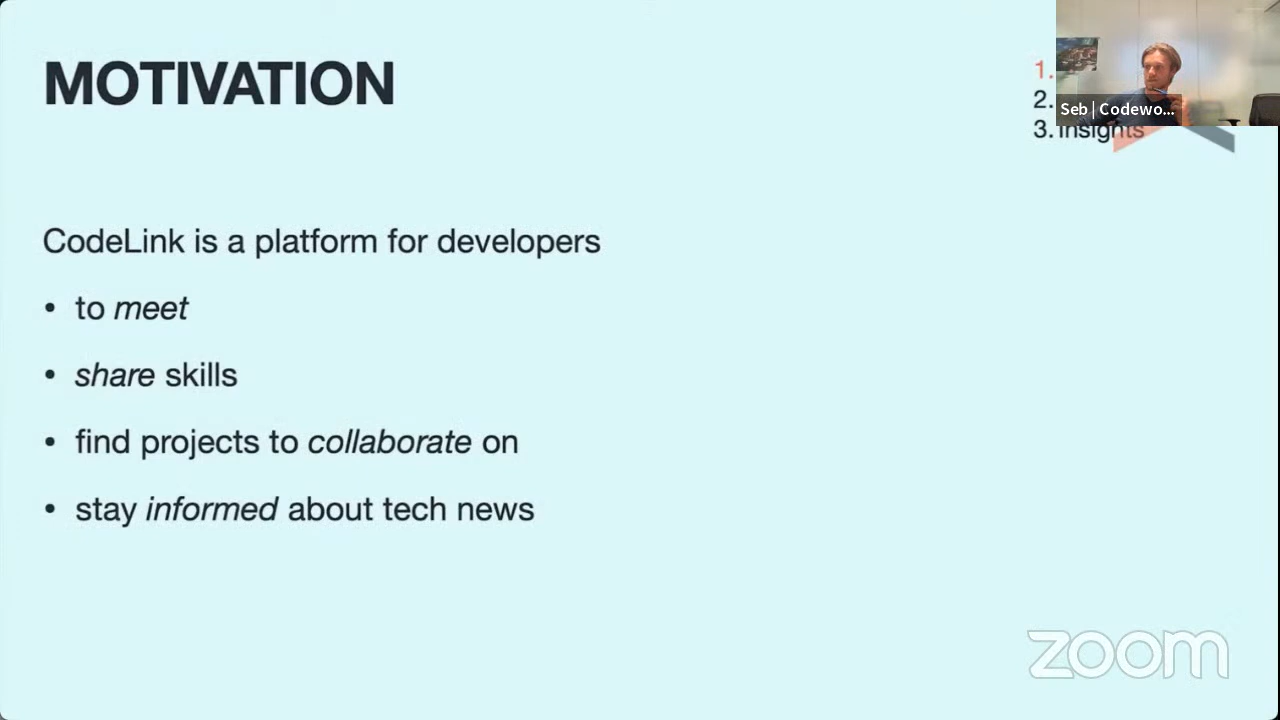 MOTIVATION
1.
2.
3. Insights
Seb | Codewo...
CodeLink is a platform for developers
• to meet
• share skills
• find projects to collaborate on
• stay informed about tech news
zoom